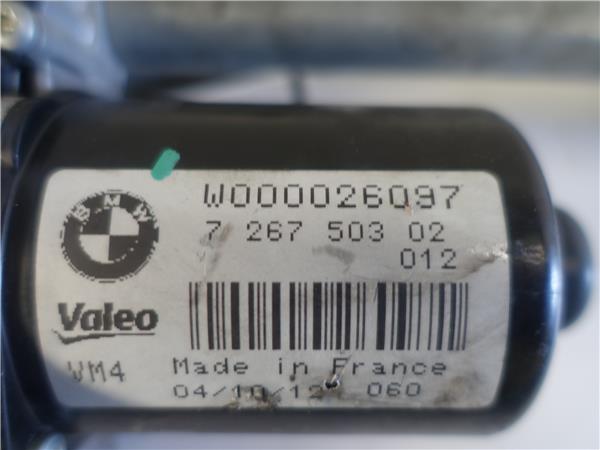 W000026097
BMW
7 267 503 02
012
Valeo
WM4
Made in France
04/10/12 060